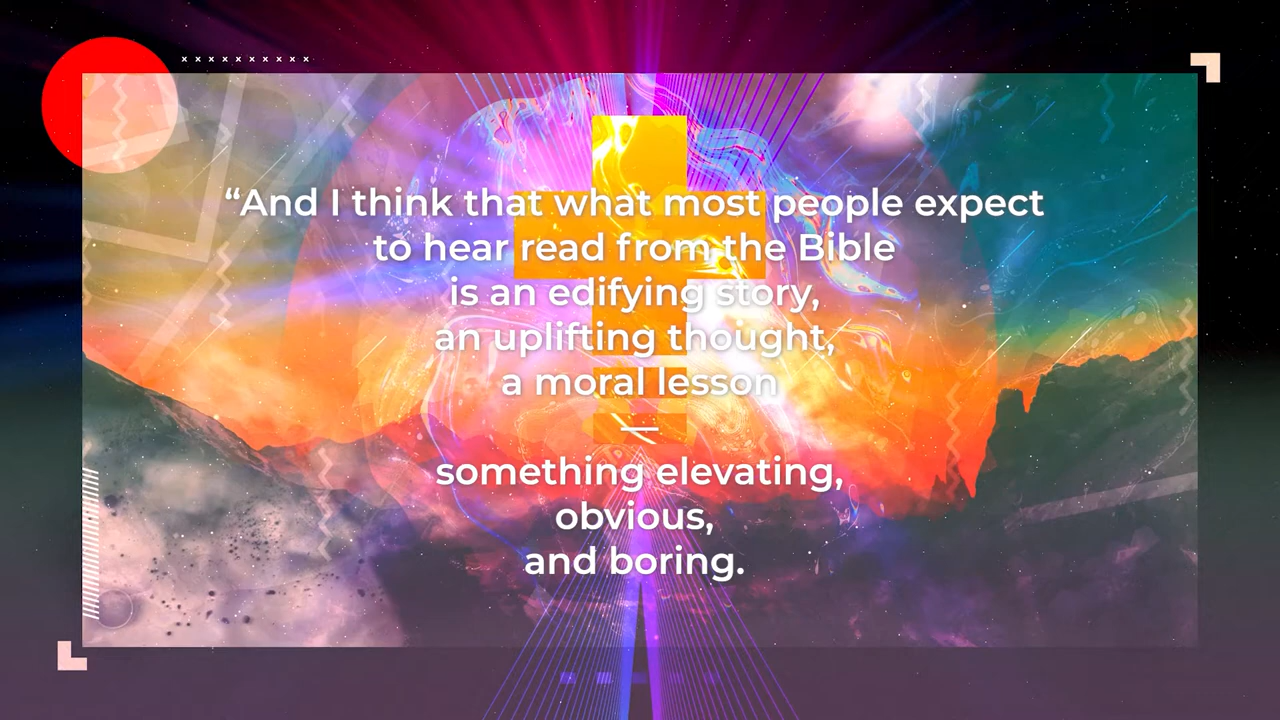 “And I think that what most people expect
to hear read from the Bible
is an edifying story,
an uplifting thought,
a moral lesson
—
something elevating,
obvious,
and boring.